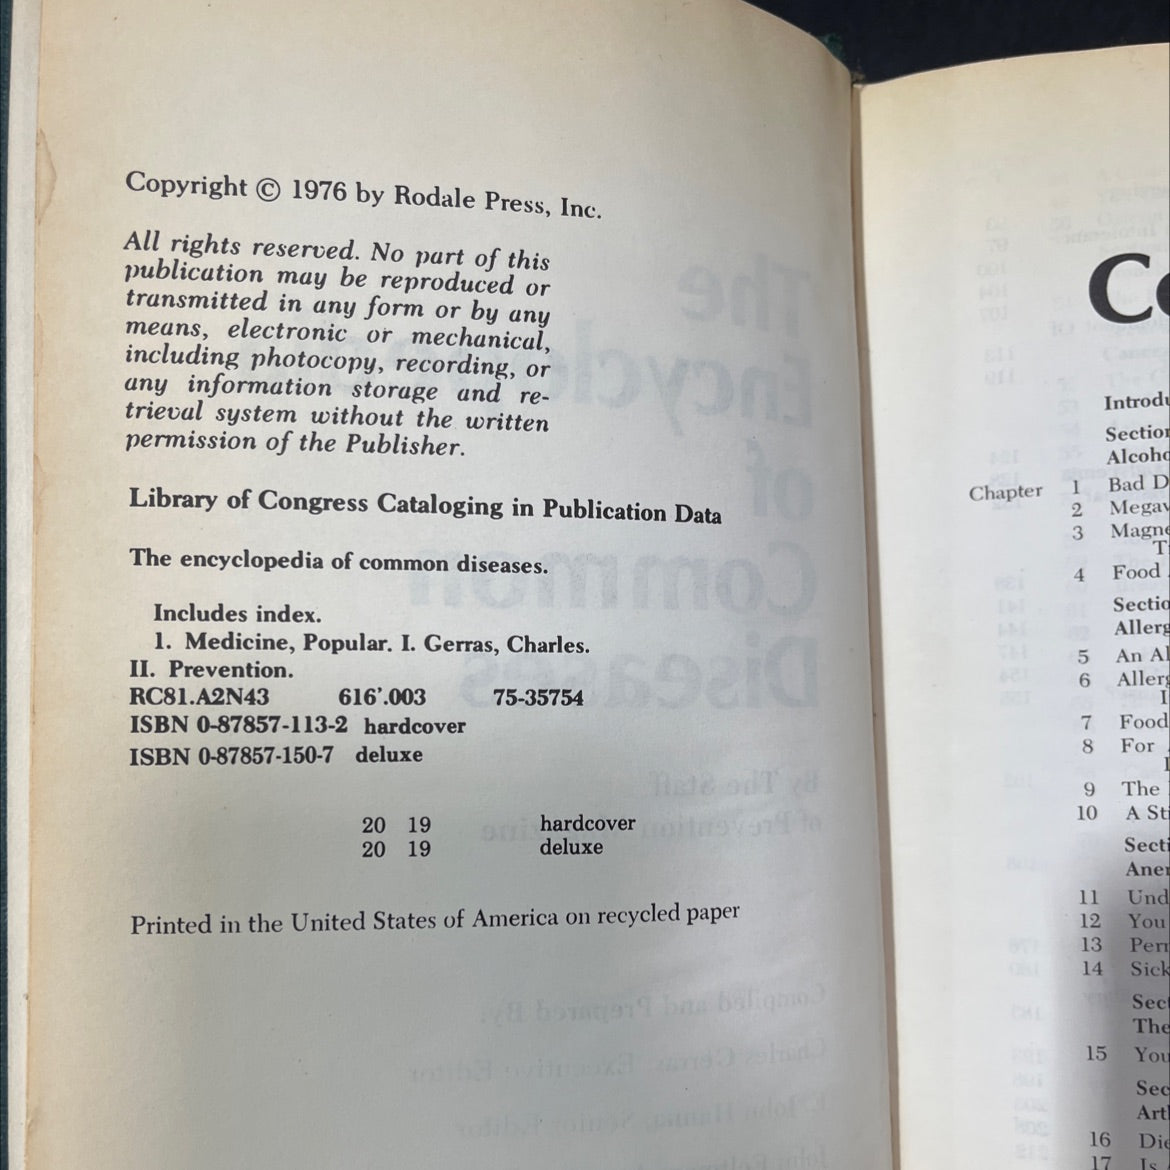 Copyright © 1976 by Rodale Press, Inc.
All rights reserved. No part of this
publication may be reproduced or
transmitted in any form or by any
means, electronic or mechanical,
including photocopy, recording, or
any information storage and re-
trieval system without the written
permission of the Publisher.
Library of Congress Cataloging in Publication Data
The encyclopedia of common diseases.
Includes index.
1. Medicine, Popular. I. Gerras, Charles.
II. Prevention.
RC81.A2N43 616'.003 75-35754
ISBN 0-87857-113-2 hardcover
ISBN 0-87857-150-7 deluxe
20 19 hardcover
20 19 deluxe
Printed in the United States of America on recycled paper
Co
Introdu
Section
Alcoho
Chapter 1 Bad D
2 Megav
3 Magne
T
4 Food
Sectio
Allerg
5 An Al
6 Allerg
I
7 Food
8 For
I
9 The
10 A Sti
Secti
Aner
11 Und
12 You
13 Pern
14 Sick
Sect
The
15 You
Sec
Art
16 Die
17 Is